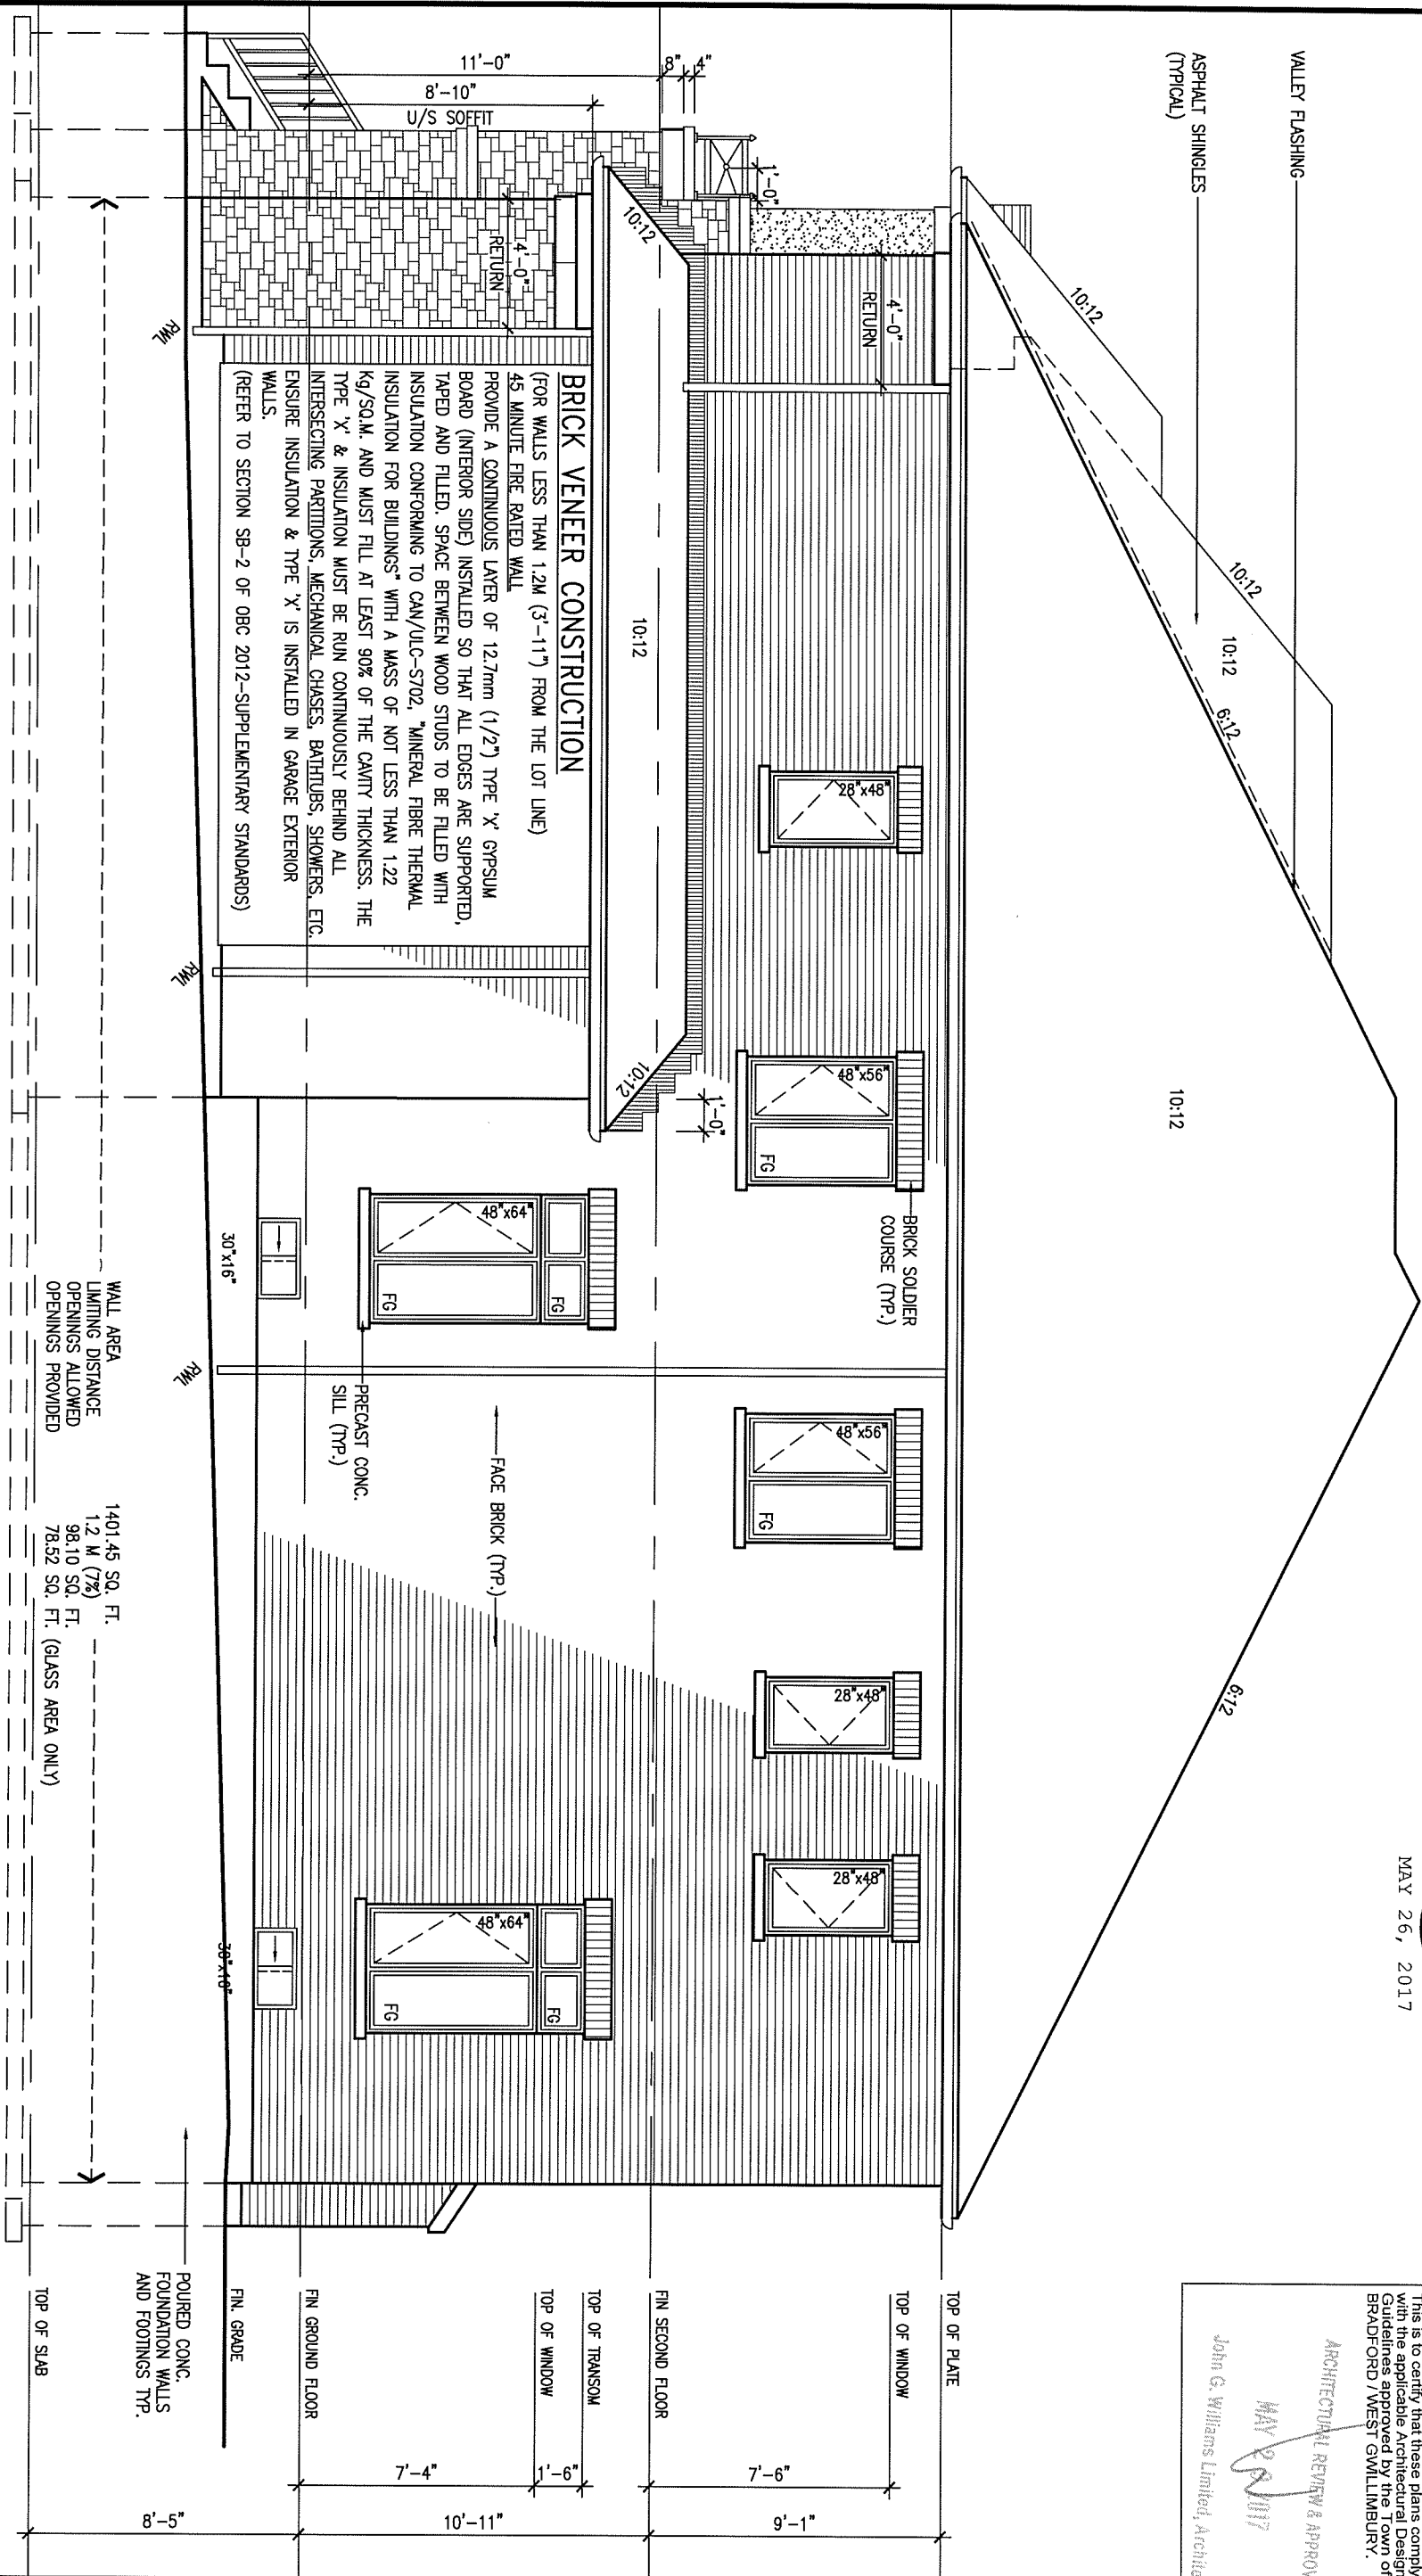 VALLEY FLASHING
ASPHALT SHINGLES
(TYPICAL)
MAY 26, 2017
This is to certify that these plans comply
with the applicable Architectural Design
Guidelines approved by the Town of
BRADFORD / WEST GWILLIMBURY.
ARCHITECTURAL REVIEW & APPROV
MAY 2 2017
John G. Williams Limited, Archite
10:12
10:12
10:12
6:12
10:12
6:12
11'-0"
8'-10"
U/S SOFFIT
8"
4"
1'-0"
4'-0"
RETURN
4'-0"
RETURN
10:12
10:12
10:12
1'-0"
28"x48"
48"x56"
FG
BRICK SOLDIER
COURSE (TYP.)
48"x56"
FG
28"x48"
28"x48"
BRICK VENEER CONSTRUCTION
(FOR WALLS LESS THAN 1.2M (3'-11") FROM THE LOT LINE)
45 MINUTE FIRE RATED WALL
PROVIDE A CONTINUOUS LAYER OF 12.7mm (1/2") TYPE 'X' GYPSUM
BOARD (INTERIOR SIDE) INSTALLED SO THAT ALL EDGES ARE SUPPORTED,
TAPED AND FILLED. SPACE BETWEEN WOOD STUDS TO BE FILLED WITH
INSULATION CONFORMING TO CAN/ULC-S702, "MINERAL FIBRE THERMAL
INSULATION FOR BUILDINGS" WITH A MASS OF NOT LESS THAN 1.22
Kg/SQ.M. AND MUST FILL AT LEAST 90% OF THE CAVITY THICKNESS. THE
TYPE 'X' & INSULATION MUST BE RUN CONTINUOUSLY BEHIND ALL
INTERSECTING PARTITIONS, MECHANICAL CHASES, BATHTUBS, SHOWERS, ETC.
ENSURE INSULATION & TYPE 'X' IS INSTALLED IN GARAGE EXTERIOR
WALLS.
(REFER TO SECTION SB-2 OF OBC 2012-SUPPLEMENTARY STANDARDS)
48"x64"
FG
FG
PRECAST CONC.
SILL (TYP.)
FACE BRICK (TYP.)
48"x64"
FG
FG
30"x16"
30"x16"
RWL
RWL
RWL
WALL AREA 1401.45 SQ. FT.
LIMITING DISTANCE 1.2 M (7%)
OPENINGS ALLOWED 98.10 SQ. FT.
OPENINGS PROVIDED 78.52 SQ. FT. (GLASS AREA ONLY)
TOP OF PLATE
TOP OF WINDOW
FIN SECOND FLOOR
TOP OF TRANSOM
TOP OF WINDOW
FIN GROUND FLOOR
FIN. GRADE
POURED CONC.
FOUNDATION WALLS
AND FOOTINGS TYP.
TOP OF SLAB
7'-6"
1'-6"
7'-4"
9'-1"
10'-11"
8'-5"